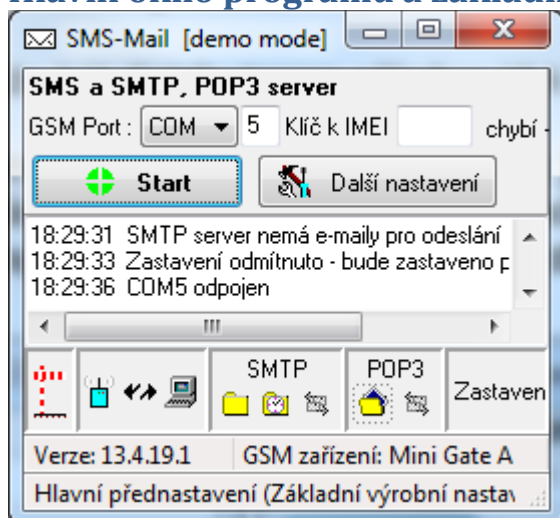 SMS-Mail [demo mode]
SMS a SMTP, POP3 server
GSM Port : COM 5 Klíč k IMEI chybí -
Start Další nastavení
18:29:31 SMTP server nemá e-maily pro odeslání
18:29:33 Zastavení odmítnuto - bude zastaveno p
18:29:36 COM5 odpojen
SMTP POP3
Zastaven
Verze: 13.4.19.1 GSM zařízení: Mini Gate A
Hlavní přednastavení (Základní výrobní nastav